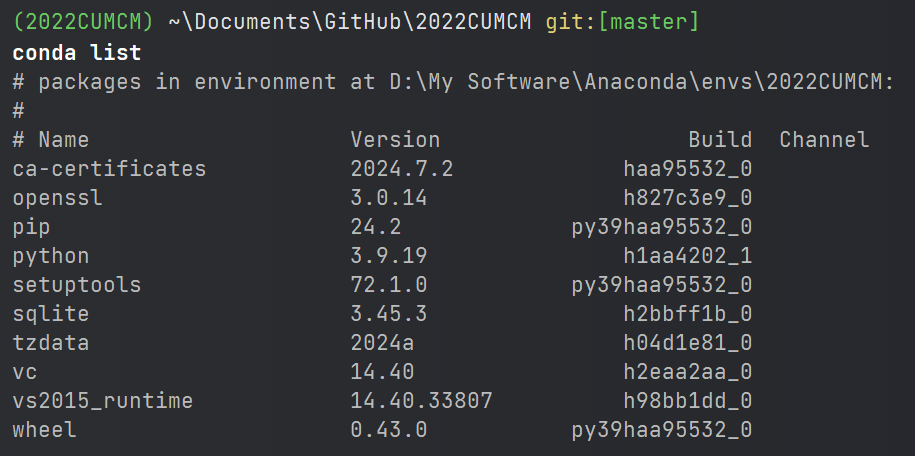 (2022CUMCM) ~\Documents\GitHub\2022CUMCM git:[master]
conda list
# packages in environment at D:\My Software\Anaconda\envs\2022CUMCM:
#
# Name                    Version                   Build  Channel
ca-certificates           2024.7.2             haa95532_0
openssl                   3.0.14               h827c3e9_0
pip                       24.2             py39haa95532_0
python                    3.9.19               h1aa4202_1
setuptools                72.1.0           py39haa95532_0
sqlite                    3.45.3               h2bbff1b_0
tzdata                    2024a                h04d1e81_0
vc                        14.40                h2eaa2aa_0
vs2015_runtime            14.40.33807          h98bb1dd_0
wheel                     0.43.0           py39haa95532_0